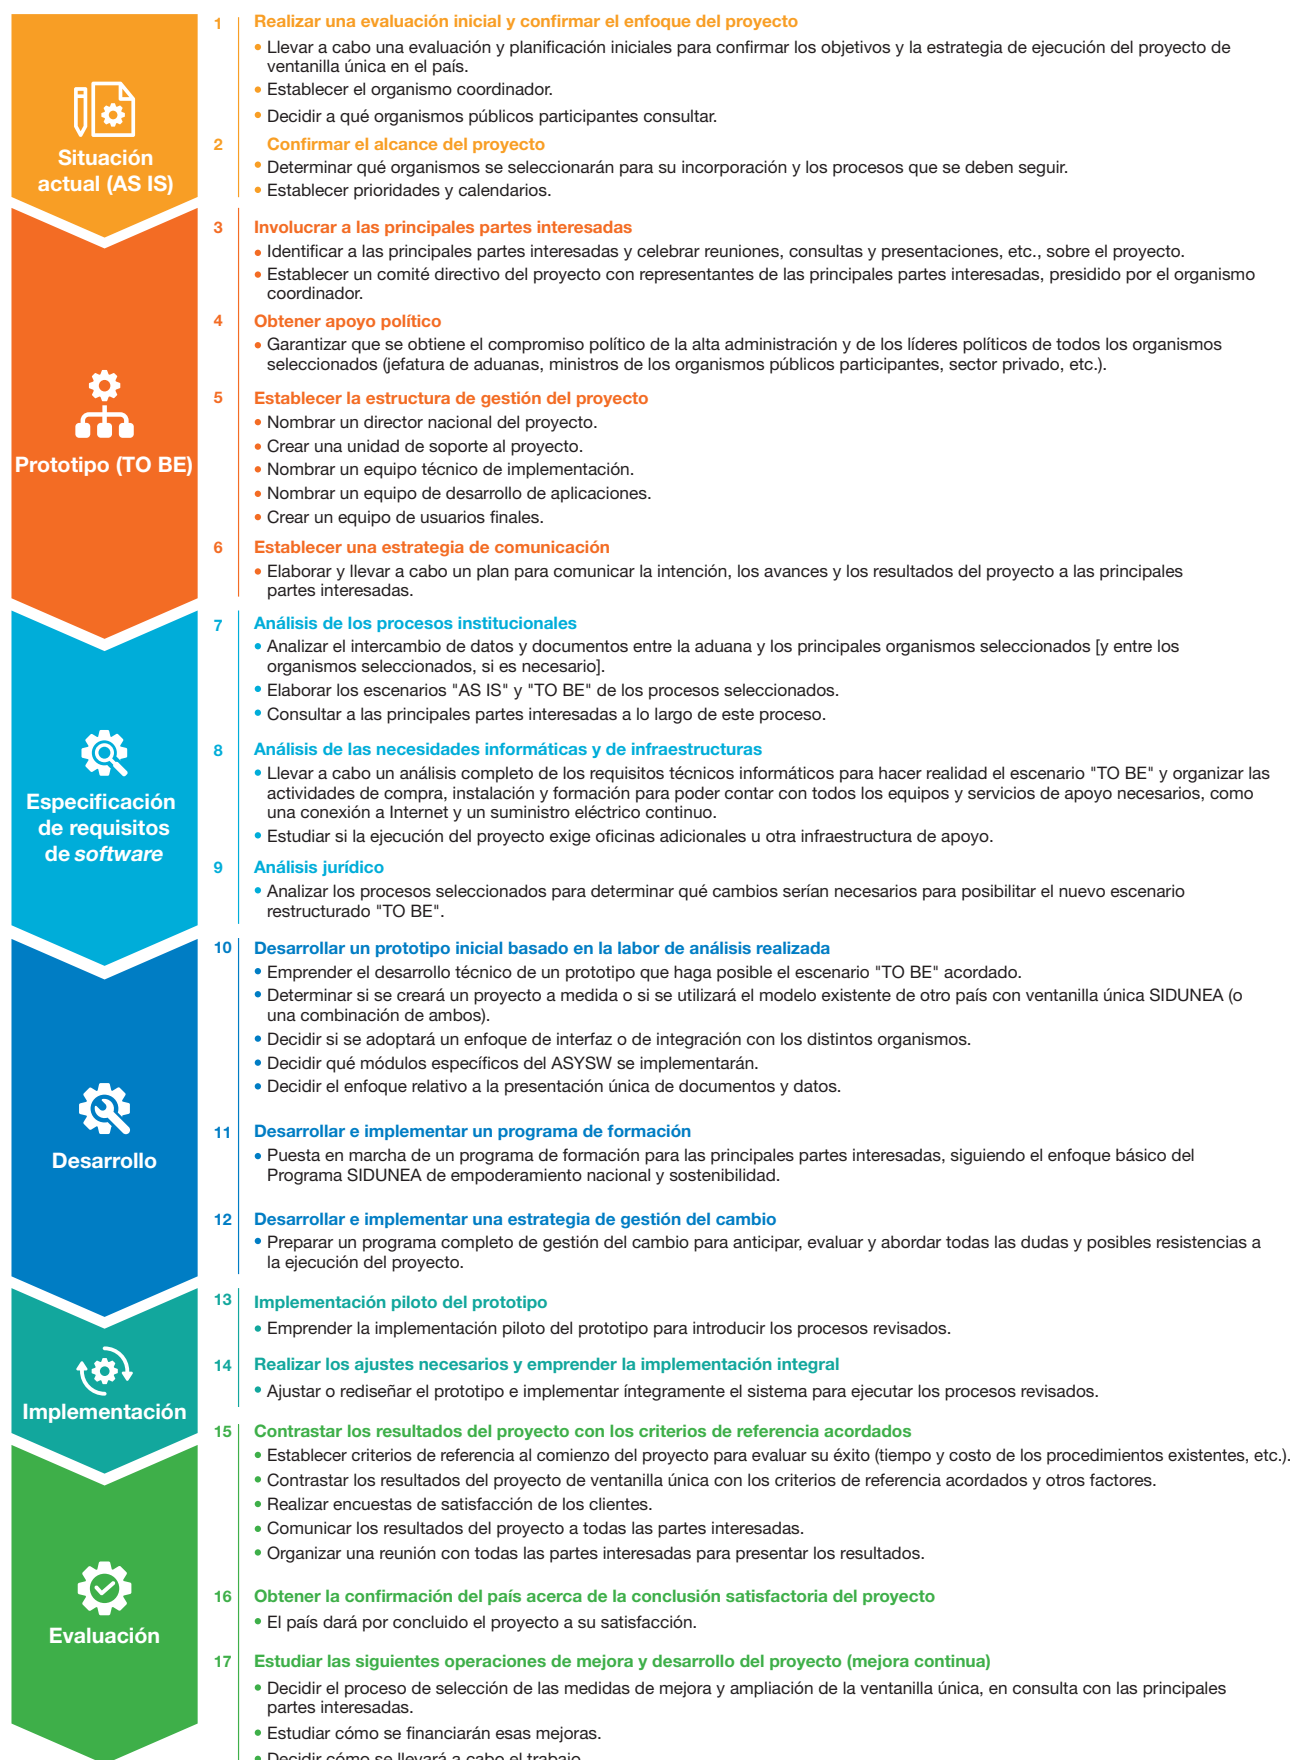 Situación
actual (AS IS)
1 Realizar una evaluación inicial y confirmar el enfoque del proyecto
• Llevar a cabo una evaluación y planificación iniciales para confirmar los objetivos y la estrategia de ejecución del proyecto de
ventanilla única en el país.
• Establecer el organismo coordinador.
• Decidir a qué organismos públicos participantes consultar.
2 Confirmar el alcance del proyecto
• Determinar qué organismos se seleccionarán para su incorporación y los procesos que se deben seguir.
• Establecer prioridades y calendarios.
Prototipo (TO BE)
3 Involucrar a las principales partes interesadas
• Identificar a las principales partes interesadas y celebrar reuniones, consultas y presentaciones, etc., sobre el proyecto.
• Establecer un comité directivo del proyecto con representantes de las principales partes interesadas, presidido por el organismo
coordinador.
4 Obtener apoyo político
• Garantizar que se obtiene el compromiso político de la alta administración y de los líderes políticos de todos los organismos
seleccionados (jefatura de aduanas, ministros de los organismos públicos participantes, sector privado, etc.).
5 Establecer la estructura de gestión del proyecto
• Nombrar un director nacional del proyecto.
• Crear una unidad de soporte al proyecto.
• Nombrar un equipo técnico de implementación.
• Nombrar un equipo de desarrollo de aplicaciones.
• Crear un equipo de usuarios finales.
6 Establecer una estrategia de comunicación
• Elaborar y llevar a cabo un plan para comunicar la intención, los avances y los resultados del proyecto a las principales
partes interesadas.
Especificación
de requisitos
de software
7 Análisis de los procesos institucionales
• Analizar el intercambio de datos y documentos entre la aduana y los principales organismos seleccionados [y entre los
organismos seleccionados, si es necesario].
• Elaborar los escenarios "AS IS" y "TO BE" de los procesos seleccionados.
• Consultar a las principales partes interesadas a lo largo de este proceso.
8 Análisis de las necesidades informáticas y de infraestructuras
• Llevar a cabo un análisis completo de los requisitos técnicos informáticos para hacer realidad el escenario "TO BE" y organizar las
actividades de compra, instalación y formación para poder contar con todos los equipos y servicios de apoyo necesarios, como
una conexión a Internet y un suministro eléctrico continuo.
• Estudiar si la ejecución del proyecto exige oficinas adicionales u otra infraestructura de apoyo.
9 Análisis jurídico
• Analizar los procesos seleccionados para determinar qué cambios serían necesarios para posibilitar el nuevo escenario
restructurado "TO BE".
Desarrollo
10 Desarrollar un prototipo inicial basado en la labor de análisis realizada
• Emprender el desarrollo técnico de un prototipo que haga posible el escenario "TO BE" acordado.
• Determinar si se creará un proyecto a medida o si se utilizará el modelo existente de otro país con ventanilla única SIDUNEA (o
una combinación de ambos).
• Decidir si se adoptará un enfoque de interfaz o de integración con los distintos organismos.
• Decidir qué módulos específicos del ASYSW se implementarán.
• Decidir el enfoque relativo a la presentación única de documentos y datos.
11 Desarrollar e implementar un programa de formación
• Puesta en marcha de un programa de formación para las principales partes interesadas, siguiendo el enfoque básico del
Programa SIDUNEA de empoderamiento nacional y sostenibilidad.
12 Desarrollar e implementar una estrategia de gestión del cambio
• Preparar un programa completo de gestión del cambio para anticipar, evaluar y abordar todas las dudas y posibles resistencias a
la ejecución del proyecto.
Implementación
13 Implementación piloto del prototipo
• Emprender la implementación piloto del prototipo para introducir los procesos revisados.
14 Realizar los ajustes necesarios y emprender la implementación integral
• Ajustar o rediseñar el prototipo e implementar íntegramente el sistema para ejecutar los procesos revisados.
Evaluación
15 Contrastar los resultados del proyecto con los criterios de referencia acordados
• Establecer criterios de referencia al comienzo del proyecto para evaluar su éxito (tiempo y costo de los procedimientos existentes, etc.).
• Contrastar los resultados del proyecto de ventanilla única con los criterios de referencia acordados y otros factores.
• Realizar encuestas de satisfacción de los clientes.
• Comunicar los resultados del proyecto a todas las partes interesadas.
• Organizar una reunión con todas las partes interesadas para presentar los resultados.
16 Obtener la confirmación del país acerca de la conclusión satisfactoria del proyecto
• El país dará por concluido el proyecto a su satisfacción.
17 Estudiar las siguientes operaciones de mejora y desarrollo del proyecto (mejora continua)
• Decidir el proceso de selección de las medidas de mejora y ampliación de la ventanilla única, en consulta con las principales
partes interesadas.
• Estudiar cómo se financiarán esas mejoras.
• Decidir cómo se llevará a cabo el trabajo.